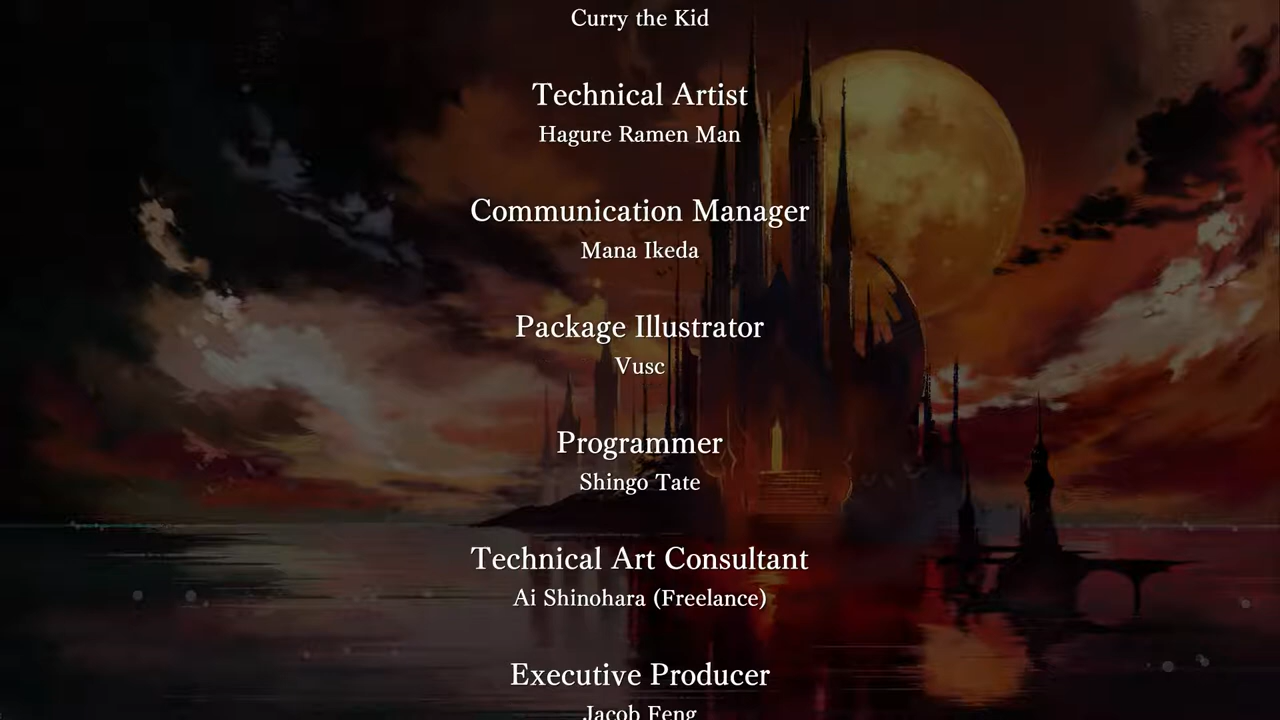 Curry the Kid
Technical Artist
Hagure Ramen Man
Communication Manager
Mana Ikeda
Package Illustrator
Vusc
Programmer
Shingo Tate
Technical Art Consultant
Ai Shinohara (Freelance)
Executive Producer
Jacob Feng